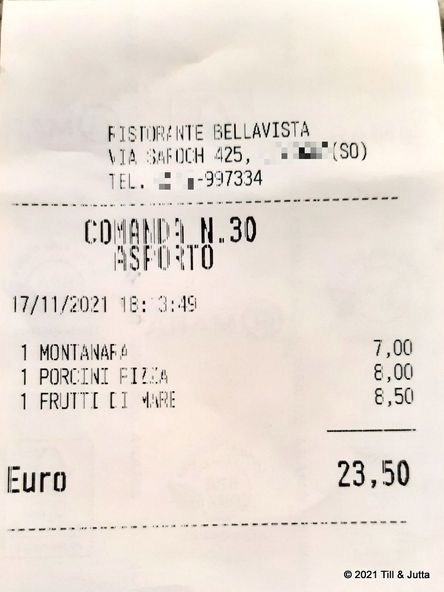 RISTORANTE BELLAVISTA
VIA SAROCH 425, (SO)
TEL. -997334
COMANDA N.30
ASPORTO
17/11/2021
1 MONTANARA 7,00
1 PORCINI PIZZA 8,00
1 FRUTTI DI MARE 8,50
Euro 23,50
© 2021 Till & Jutta